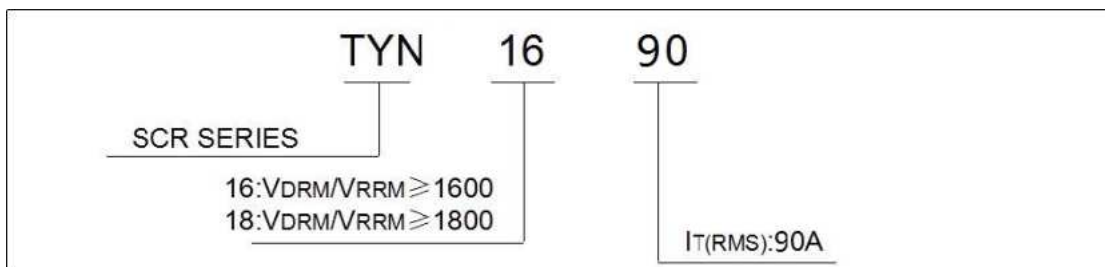 TYN 16 90
SCR SERIES
16:VDRM/VRRM≥1600
18:VDRM/VRRM≥1800
IT(RMS):90A